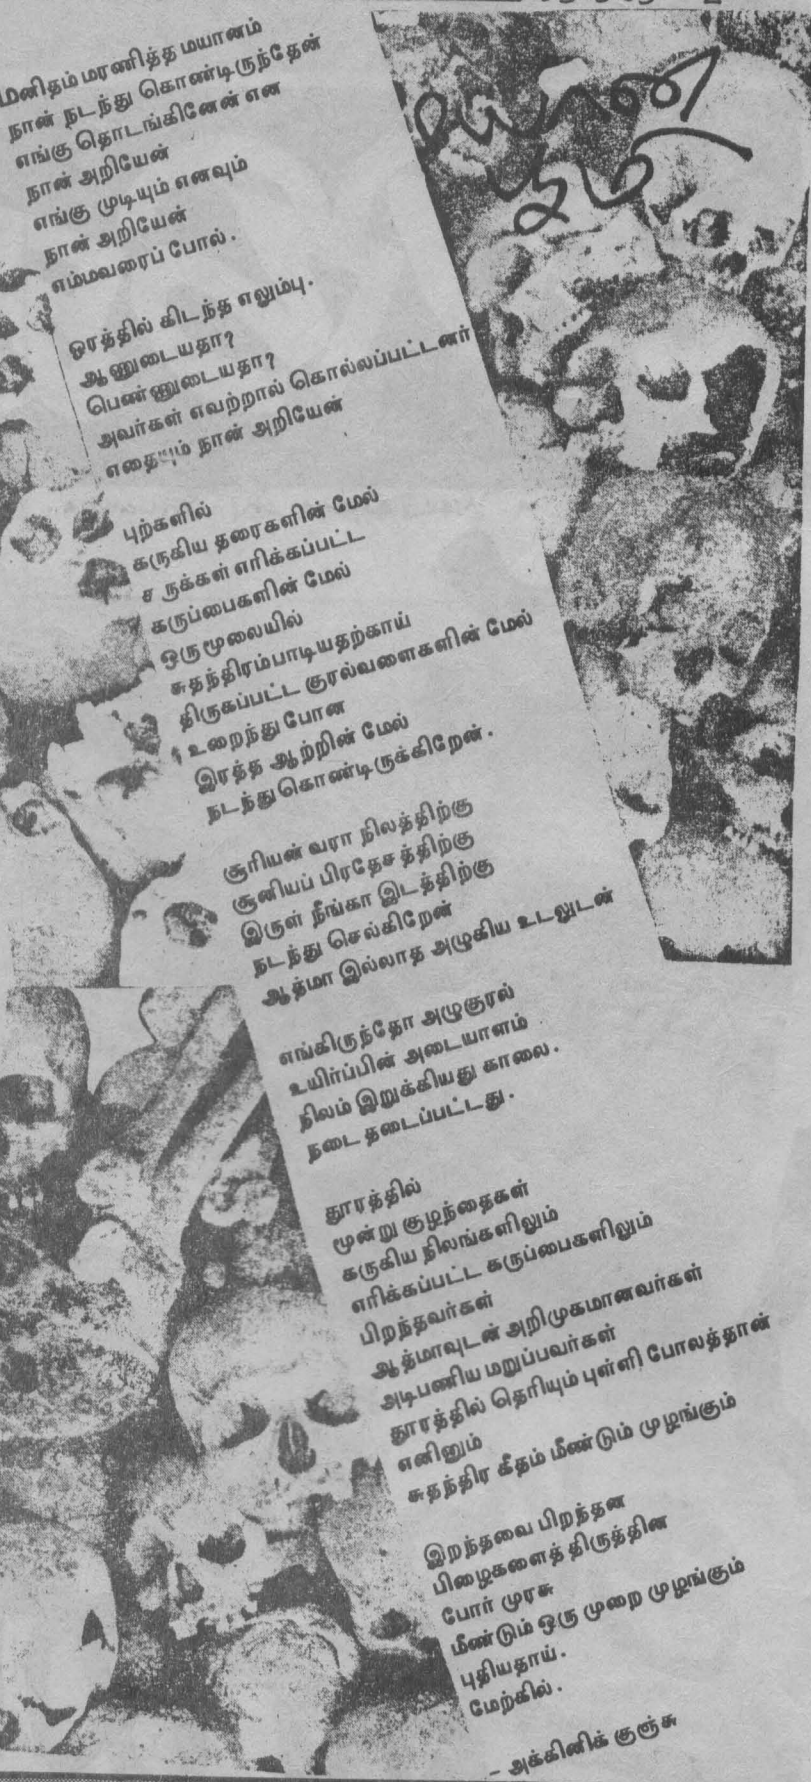 மயான
பூமி
மனிதம் மரணித்த மயானம்
நான் நடந்து கொண்டிருந்தேன்
எங்கு தொடங்கினேன் என
நான் அறியேன்
எங்கு முடியும் எனவும்
நான் அறியேன்
எம்மவரைப் போல்.
ஓரத்தில் கிடந்த எலும்பு.
ஆணுடையதா?
பெண்ணுடையதா?
அவர்கள் எவற்றால் கொல்லப்பட்டனர்
எதையும் நான் அறியேன்
புற்களில்
கருகிய தரைகளின் மேல்
சருக்கள் எரிக்கப்பட்ட
கருப்பைகளின் மேல்
ஒருமூலையில்
சுதந்திரம்பாடியதற்காய்
திருகப்பட்ட குரல்வளைகளின் மேல்
உறைந்து போன
இரத்த ஆற்றின் மேல்
நடந்துகொண்டிருக்கிறேன்.
சூரியன் வரா நிலத்திற்கு
சூனியப் பிரதேசத்திற்கு
இருள் நீங்கா இடத்திற்கு
நடந்து செல்கிறேன்
ஆத்மா இல்லாத அழுகிய உடலுடன்
எங்கிருந்தோ அழுகுரல்
உயிர்ப்பின் அடையாளம்
நிலம் இறுக்கியது காலை.
நடை தடைப்பட்டது.
தூரத்தில்
மூன்று குழந்தைகள்
கருகிய நிலங்களிலும்
எரிக்கப்பட்ட கருப்பைகளிலும்
பிறந்தவர்கள்
ஆத்மாவுடன் அறிமுகமானவர்கள்
அடிபணிய மறுப்பவர்கள்
தூரத்தில் தெரியும் புள்ளி போலத்தான்
எனினும்
சுதந்திர கீதம் மீண்டும் முழங்கும்
இறந்தவை பிறந்தன
பிழைகளைத் திருத்தின
போர் முரசு
மீண்டும் ஒரு முறை முழங்கும்
புதியதாய்.
மேற்கில்.
- அக்கினிக் குஞ்சு